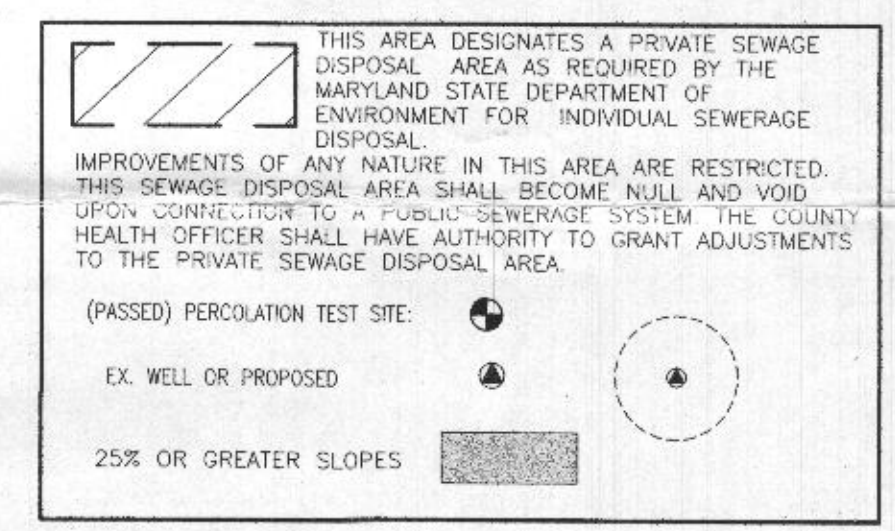 THIS AREA DESIGNATES A PRIVATE SEWAGE
DISPOSAL AREA AS REQUIRED BY THE
MARYLAND STATE DEPARTMENT OF
ENVIRONMENT FOR INDIVIDUAL SEWERAGE
DISPOSAL.
IMPROVEMENTS OF ANY NATURE IN THIS AREA ARE RESTRICTED.
THIS SEWAGE DISPOSAL AREA SHALL BECOME NULL AND VOID
UPON CONNECTION TO A PUBLIC SEWERAGE SYSTEM. THE COUNTY
HEALTH OFFICER SHALL HAVE AUTHORITY TO GRANT ADJUSTMENTS
TO THE PRIVATE SEWAGE DISPOSAL AREA.
(PASSED) PERCOLATION TEST SITE:
EX. WELL OR PROPOSED
25% OR GREATER SLOPES